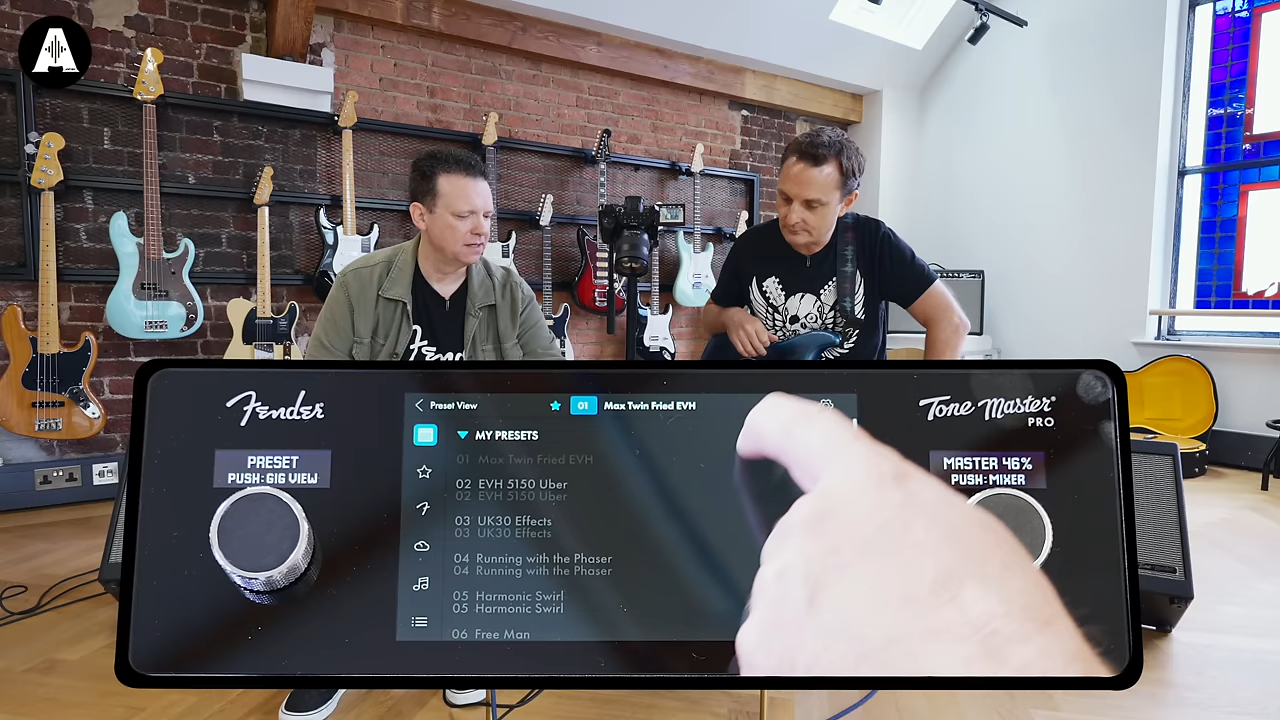 Fender
Fender
PRESET
PUSH: GIG VIEW
Preset View
01
Max Twin Fried EVH
MY PRESETS
01 Max Twin Fried EVH
02 EVH 5150 Uber
02 EVH 5150 Uber
03 UK30 Effects
03 UK30 Effects
04 Running with the Phaser
04 Running with the Phaser
05 Harmonic Swirl
05 Harmonic Swirl
06 Free Man
Tone Master
PRO
MASTER 46%
PUSH: MIXER